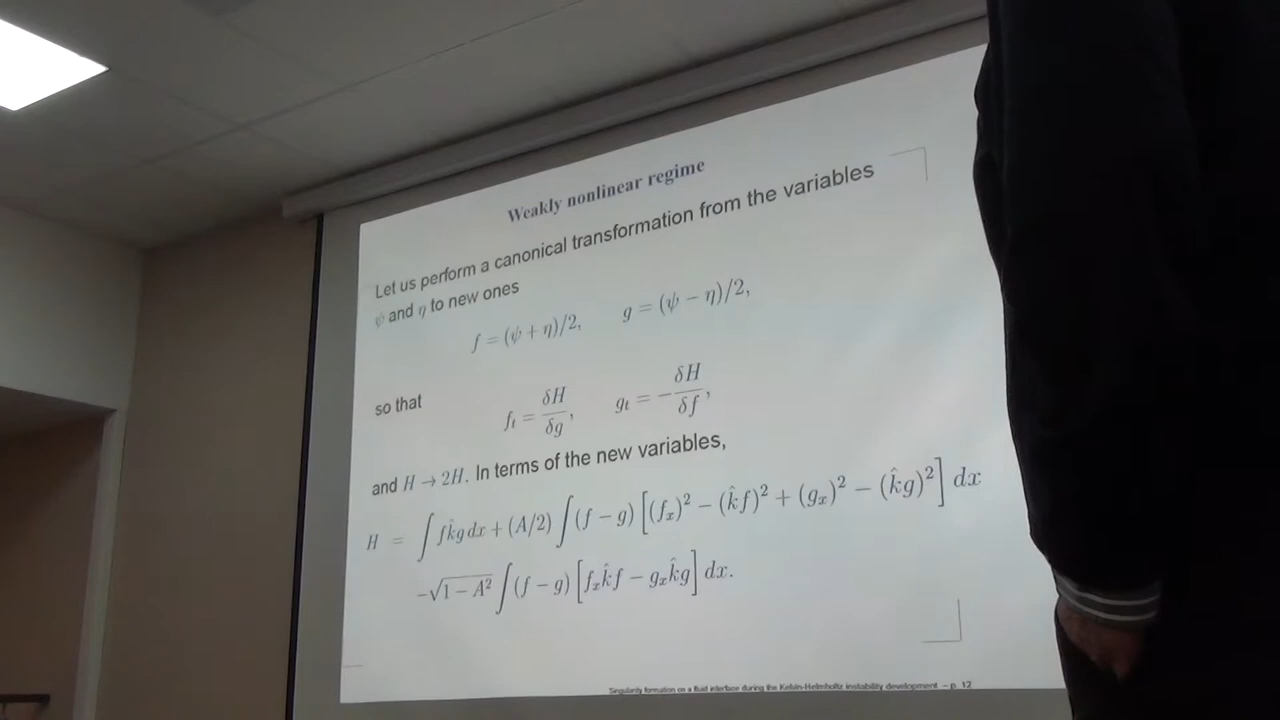 Weakly nonlinear regime
Let us perform a canonical transformation from the variables
ψ and η to new ones
f = (ψ + η)/2, g = (ψ − η)/2,
so that f_t = δH/δg, g_t = −δH/δf,
and H → 2H. In terms of the new variables,
H = ∫ f k̂g dx + (A/2) ∫ (f − g) [(f_x)² − (k̂f)² + (g_x)² − (k̂g)²] dx
−√(1 − A²) ∫ (f − g) [f_x k̂f − g_x k̂g] dx.
Singularity formation on a fluid interface during the Kelvin-Helmholtz instability development – p. 12